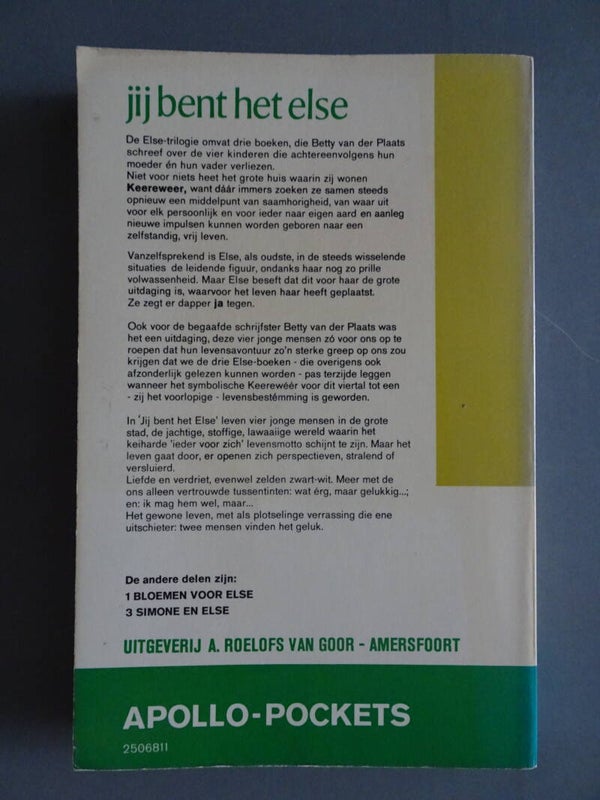 jij bent het else
De Else-trilogie omvat drie boeken, die Betty van der Plaats
schreef over de vier kinderen die achtereenvolgens hun
moeder én hun vader verliezen.
Niet voor niets heet het grote huis waarin zij wonen
Keereweer, want dáár immers zoeken ze samen steeds
opnieuw een middelpunt van saamhorigheid, van waar uit
voor elk persoonlijk en voor ieder naar eigen aard en aanleg
nieuwe impulsen kunnen worden geboren naar een
zelfstandig, vrij leven.
Vanzelfsprekend is Else, als oudste, in de steeds wisselende
situaties de leidende figuur, ondanks haar nog zo prille
volwassenheid. Maar Else beseft dat dit voor haar de grote
uitdaging is, waarvoor het leven haar heeft geplaatst.
Ze zegt er dapper ja tegen.
Ook voor de begaafde schrijfster Betty van der Plaats was
het een uitdaging, deze vier jonge mensen zó voor ons op te
roepen dat hun levensavontuur zo'n sterke greep op ons zou
krijgen dat we de drie Else-boeken - die overigens ook
afzonderlijk gelezen kunnen worden - pas terzijde leggen
wanneer het symbolische Keerewéér voor dit viertal tot een
- zij het voorlopige - levensbestémming is geworden.
In 'Jij bent het Else' leven vier jonge mensen in de grote
stad, de jachtige, stoffige, lawaaiige wereld waarin het
keiharde 'ieder voor zich' levensmotto schijnt te zijn. Maar het
leven gaat door, er openen zich perspectieven, stralend of
versluierd.
Liefde en verdriet, evenwel zelden zwart-wit. Meer met de
ons alleen vertrouwde tussentinten: wat érg, maar gelukkig...;
en: ik mag hem wel, maar...
Het gewone leven, met als plotselinge verrassing die ene
uitschieter: twee mensen vinden het geluk.
De andere delen zijn:
1 BLOEMEN VOOR ELSE
3 SIMONE EN ELSE
UITGEVERIJ A. ROELOFS VAN GOOR - AMERSFOORT
APOLLO-POCKETS
2506811